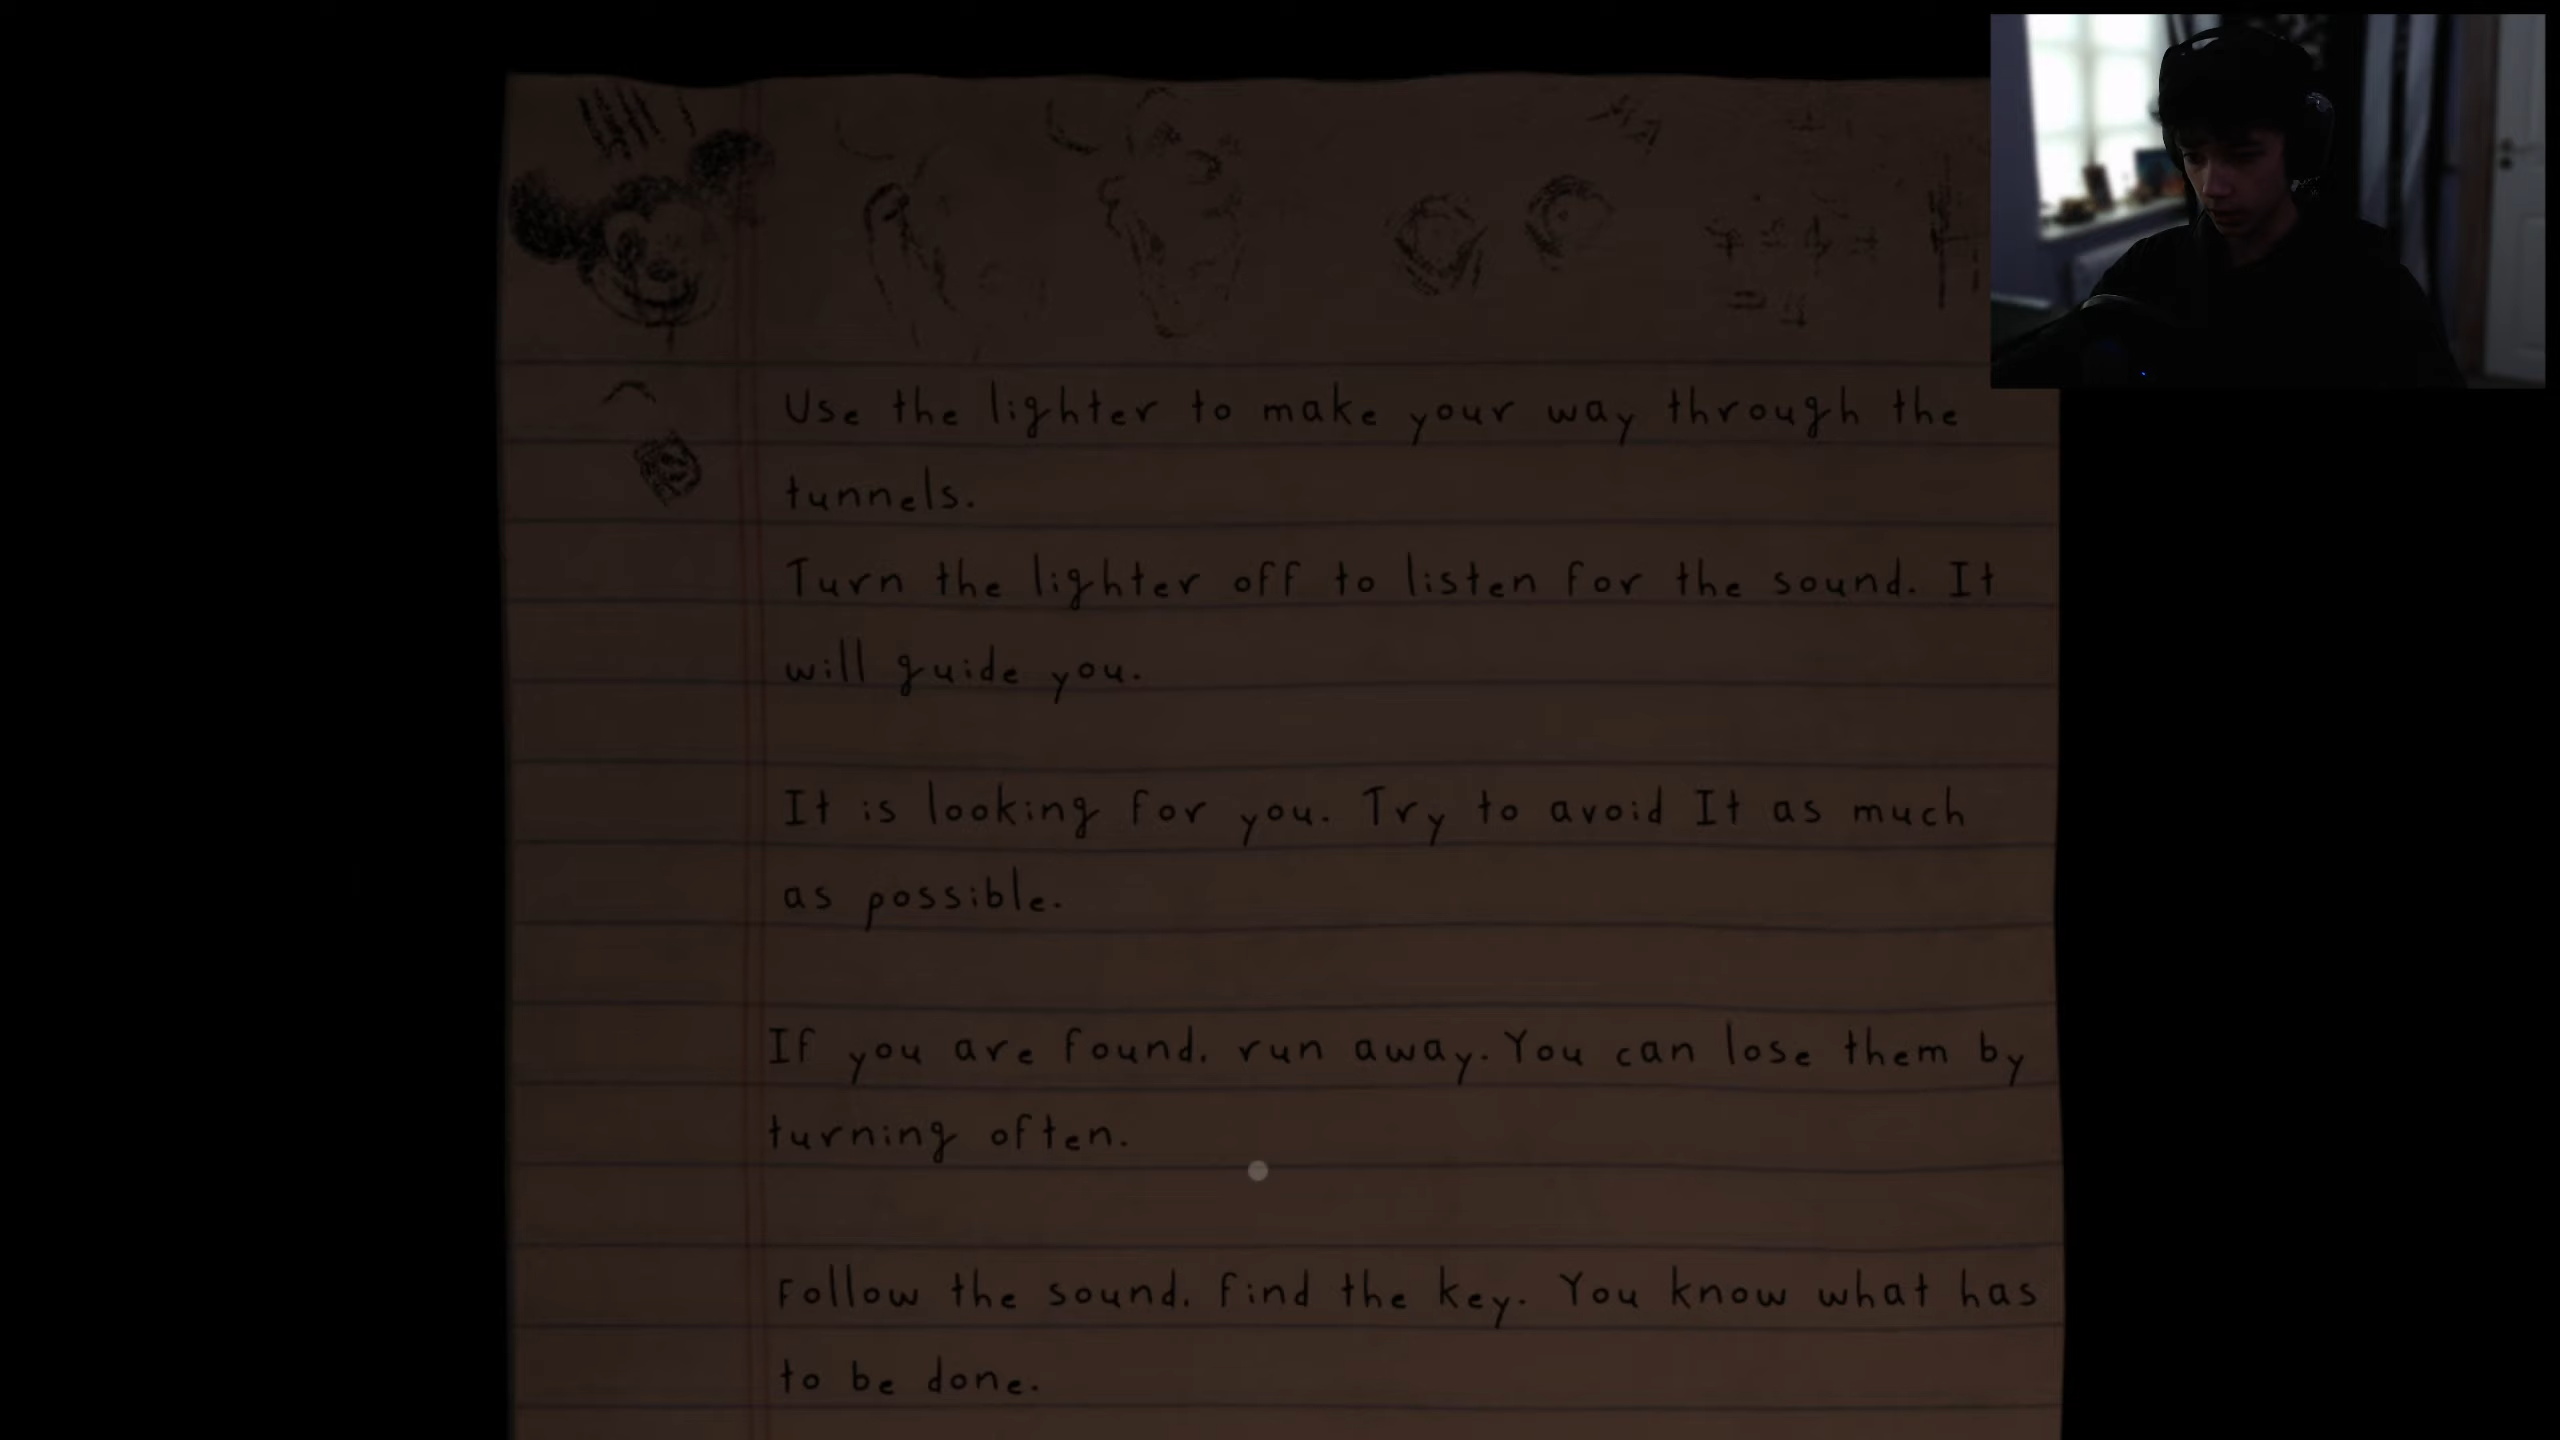 Use the lighter to make your way through the
tunnels.
Turn the lighter off to listen for the sound. It
will guide you.
It is looking for you. Try to avoid It as much
as possible.
If you are found, run away. You can lose them by
turning often.
Follow the sound. Find the key. You know what has
to be done.